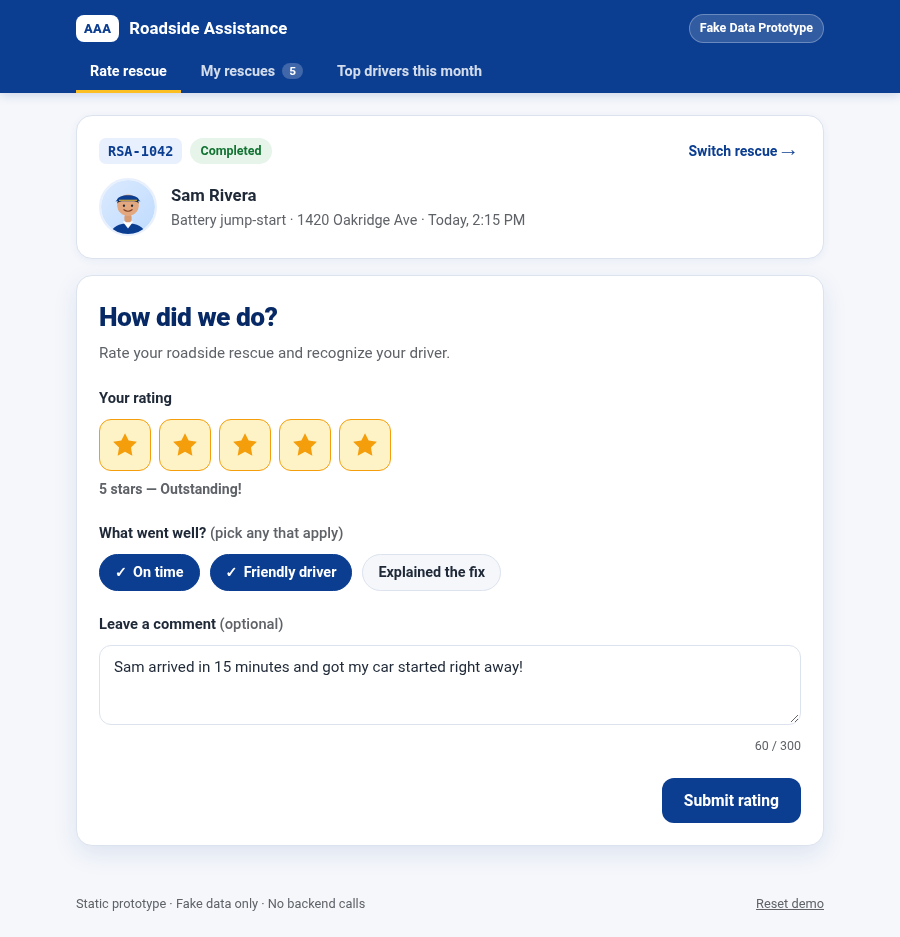 AAA Roadside Assistance Fake Data Prototype
Rate rescue My rescues 5 Top drivers this month
RSA-1042 Completed Switch rescue →
Sam Rivera
Battery jump-start · 1420 Oakridge Ave · Today, 2:15 PM
How did we do?
Rate your roadside rescue and recognize your driver.
Your rating
5 stars — Outstanding!
What went well? (pick any that apply)
✓ On time ✓ Friendly driver Explained the fix
Leave a comment (optional)
Sam arrived in 15 minutes and got my car started right away!
60 / 300
Submit rating
Static prototype · Fake data only · No backend calls Reset demo